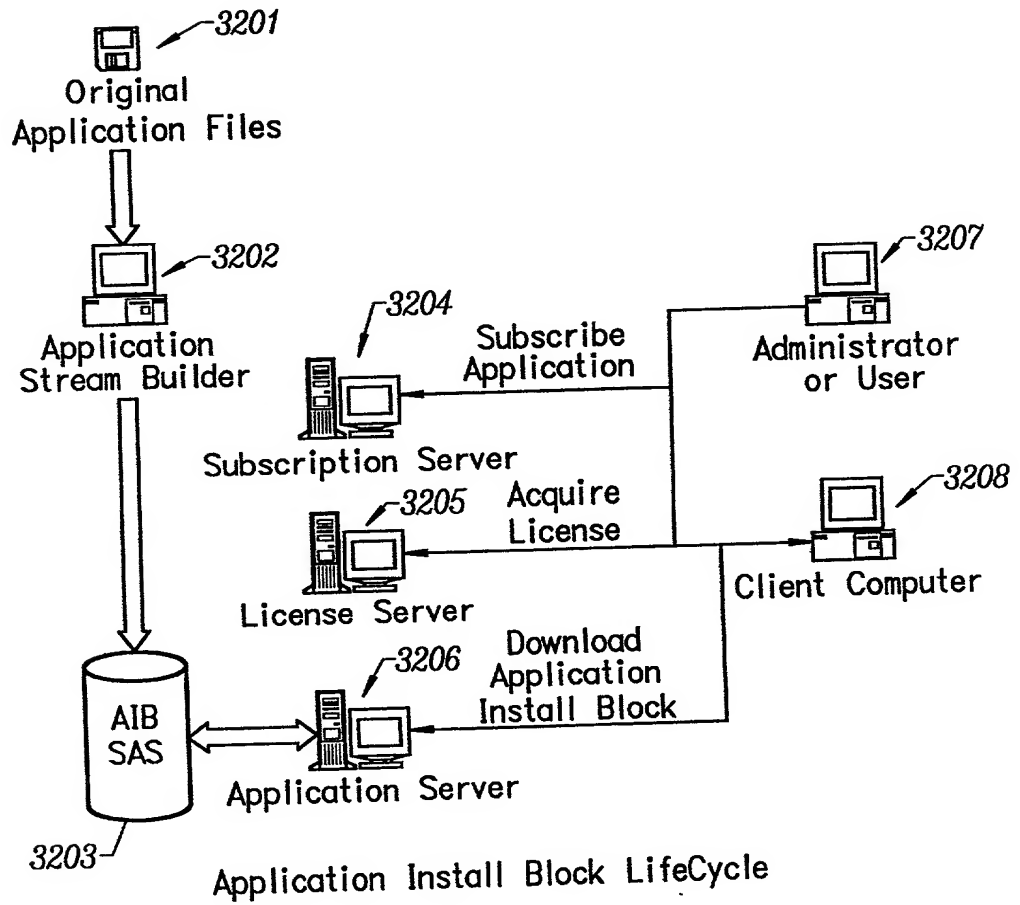 3201
Original
Application Files
3202
Application
Stream Builder
3204
Subscribe
Application
Subscription Server
3207
Administrator
or User
3205
Acquire
License
License Server
3208
Client Computer
3206
Download
Application
Install Block
AIB
SAS
Application Server
3203
Application Install Block LifeCycle